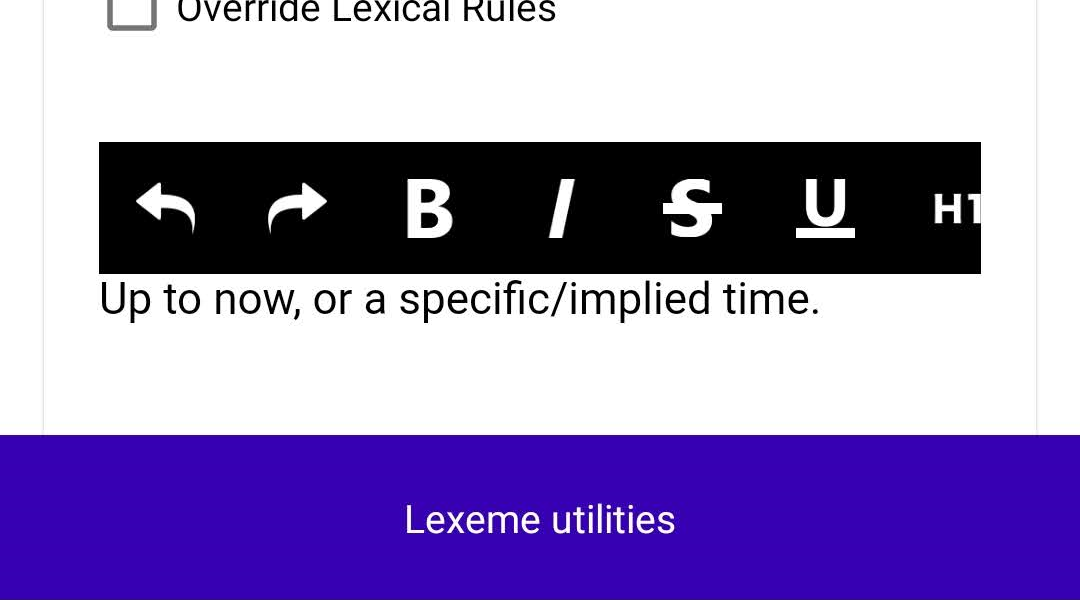 Override Lexical Rules
B I S U H1
Up to now, or a specific/implied time.
Lexeme utilities